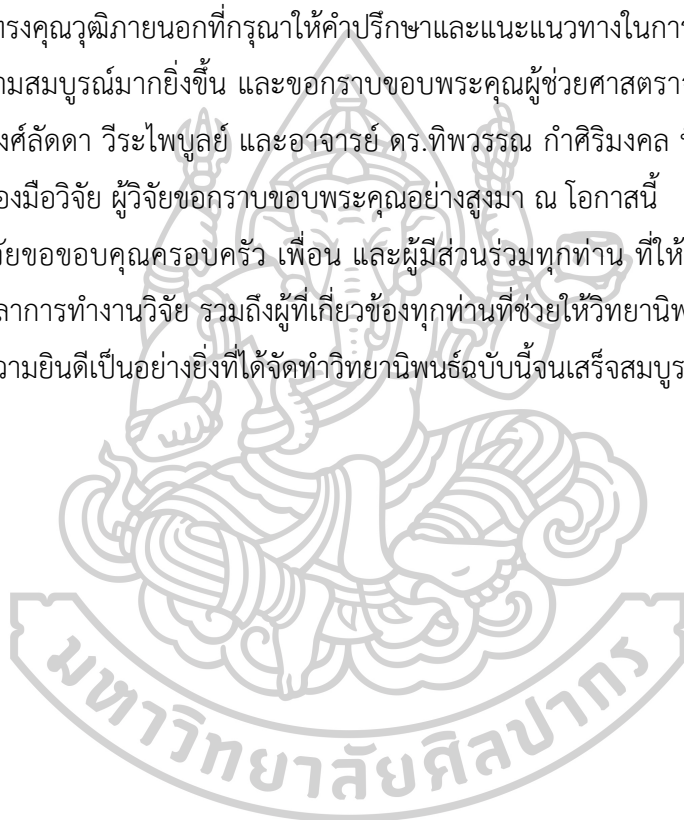 ทรงคุณวุฒิภายนอกที่กรุณาให้คำปรึกษาและแนะแนวทางในการ
ามสมบูรณ์มากยิ่งขึ้น และขอกราบขอบพระคุณผู้ช่วยศาสตรา
งศ์ลัดดา วีระไพบูลย์ และอาจารย์ ดร.ทิพวรรณ กำศิริมงคล
องมือวิจัย ผู้วิจัยขอกราบขอบพระคุณอย่างสูงมา ณ โอกาสนี้
ัยขอขอบคุณครอบครัว เพื่อน และผู้มีส่วนร่วมทุกท่าน ที่ให้
ลาการทำงานวิจัย รวมถึงผู้ที่เกี่ยวข้องทุกท่านที่ช่วยให้วิทยานิพ
วามยินดีเป็นอย่างยิ่งที่ได้จัดทำวิทยานิพนธ์ฉบับนี้จนเสร็จสมบูร
มหาวิทยาลัยศิลปากร